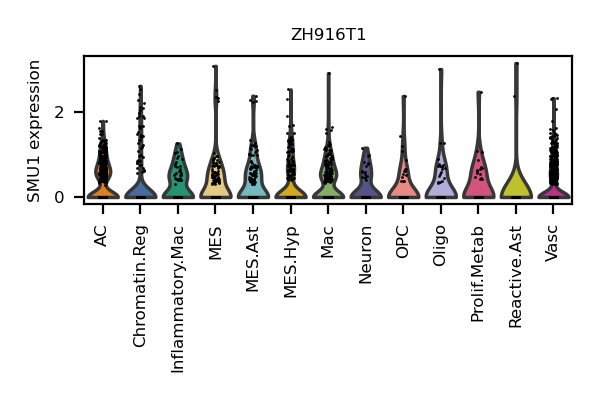 ZH916T1
SMU1 expression
2
0
AC
Chromatin.Reg
Inflammatory.Mac
MES
MES.Ast
MES.Hyp
Mac
Neuron
OPC
Oligo
Prolif.Metab
Reactive.Ast
Vasc